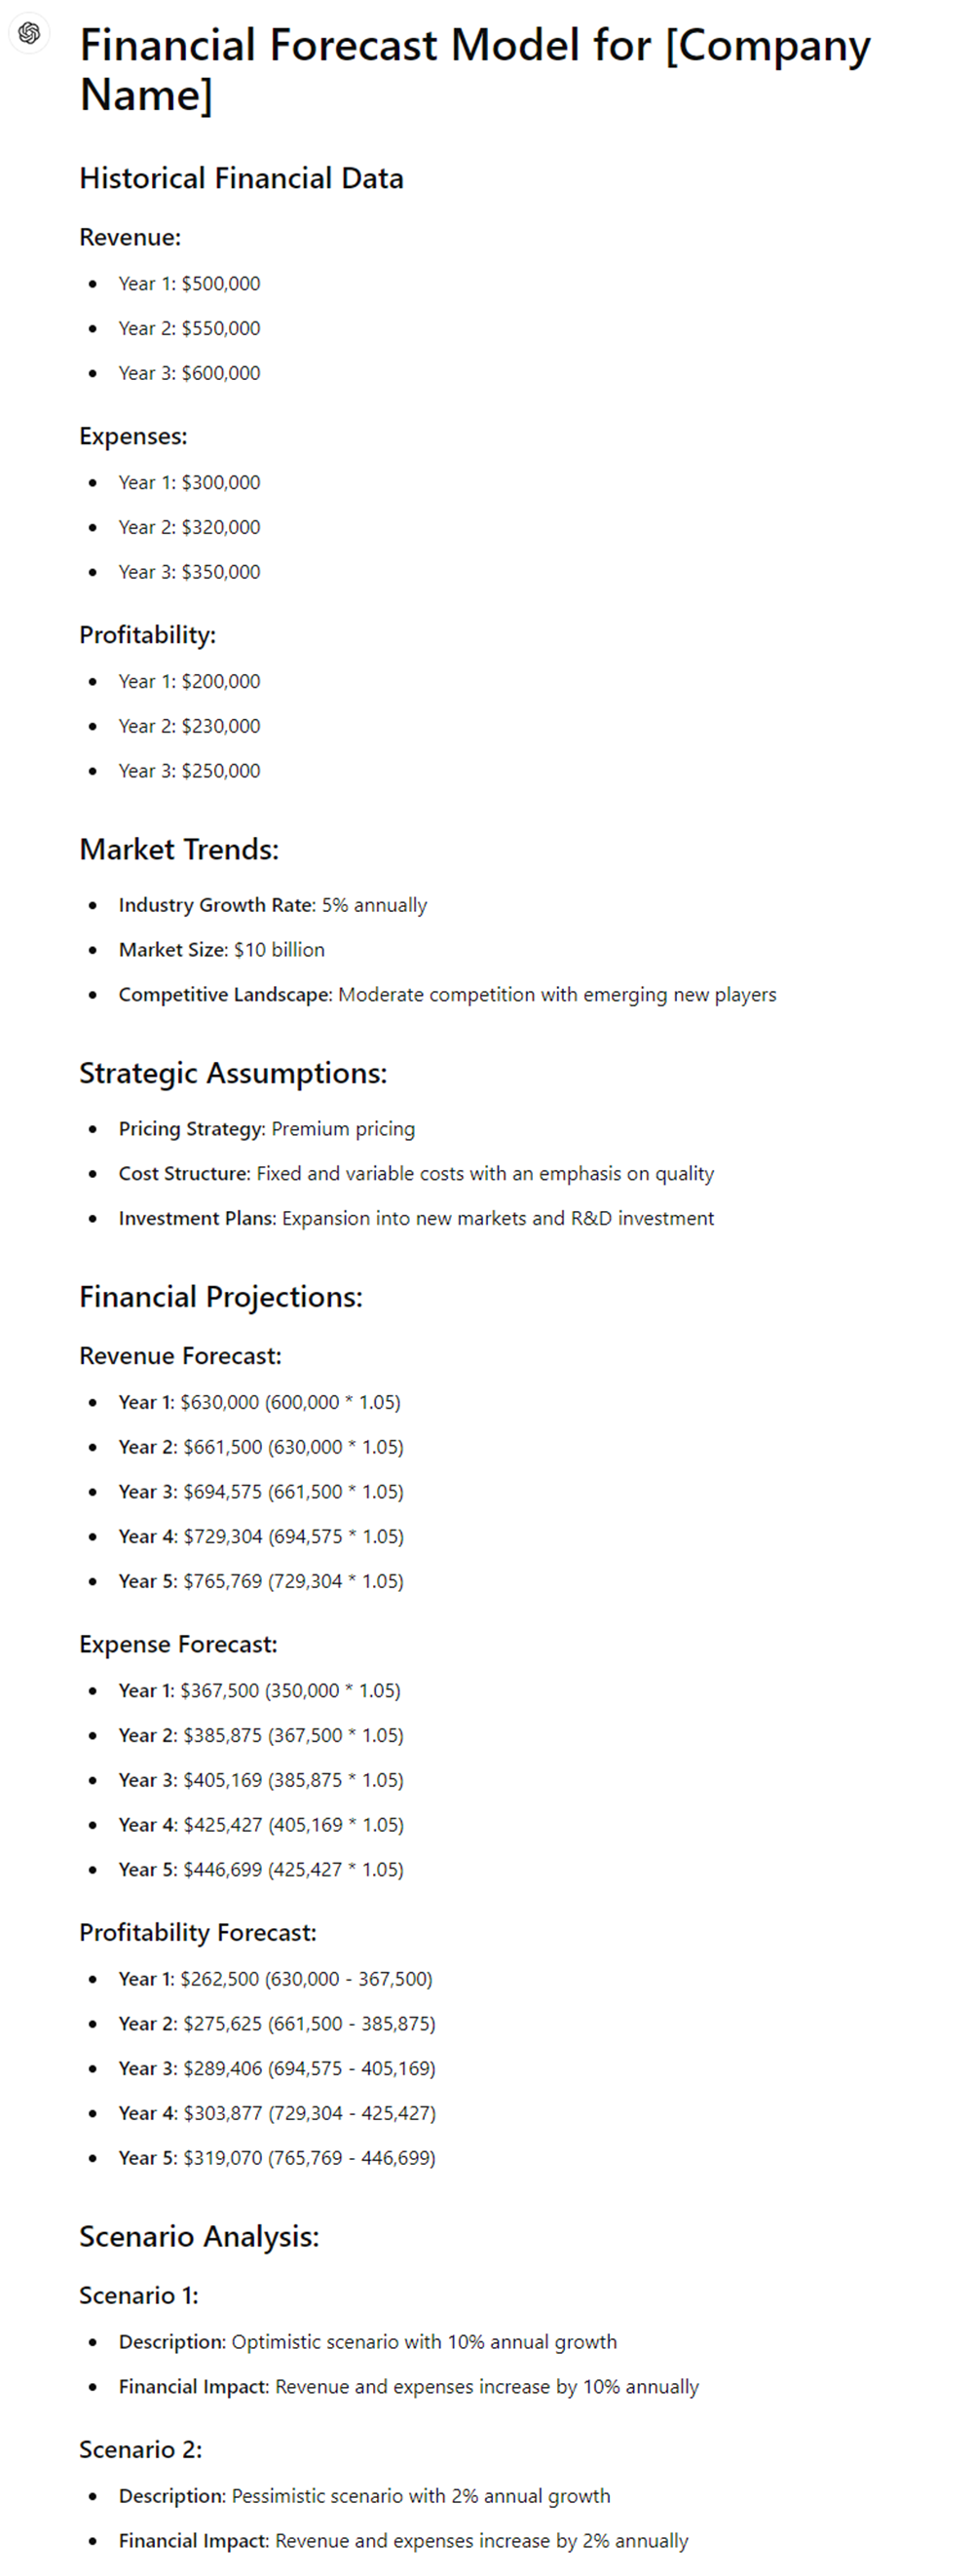 Financial Forecast Model for [Company
Name]
Historical Financial Data
Revenue:
Year 1: $500,000
Year 2: $550,000
Year 3: $600,000
Expenses:
Year 1: $300,000
Year 2: $320,000
Year 3: $350,000
Profitability:
Year 1: $200,000
Year 2: $230,000
Year 3: $250,000
Market Trends:
Industry Growth Rate: 5% annually
Market Size: $10 billion
Competitive Landscape: Moderate competition with emerging new players
Strategic Assumptions:
Pricing Strategy: Premium pricing
Cost Structure: Fixed and variable costs with an emphasis on quality
Investment Plans: Expansion into new markets and R&D investment
Financial Projections:
Revenue Forecast:
Year 1: $630,000 (600,000 * 1.05)
Year 2: $661,500 (630,000 * 1.05)
Year 3: $694,575 (661,500 * 1.05)
Year 4: $729,304 (694,575 * 1.05)
Year 5: $765,769 (729,304 * 1.05)
Expense Forecast:
Year 1: $367,500 (350,000 * 1.05)
Year 2: $385,875 (367,500 * 1.05)
Year 3: $405,169 (385,875 * 1.05)
Year 4: $425,427 (405,169 * 1.05)
Year 5: $446,699 (425,427 * 1.05)
Profitability Forecast:
Year 1: $262,500 (630,000 - 367,500)
Year 2: $275,625 (661,500 - 385,875)
Year 3: $289,406 (694,575 - 405,169)
Year 4: $303,877 (729,304 - 425,427)
Year 5: $319,070 (765,769 - 446,699)
Scenario Analysis:
Scenario 1:
Description: Optimistic scenario with 10% annual growth
Financial Impact: Revenue and expenses increase by 10% annually
Scenario 2:
Description: Pessimistic scenario with 2% annual growth
Financial Impact: Revenue and expenses increase by 2% annually